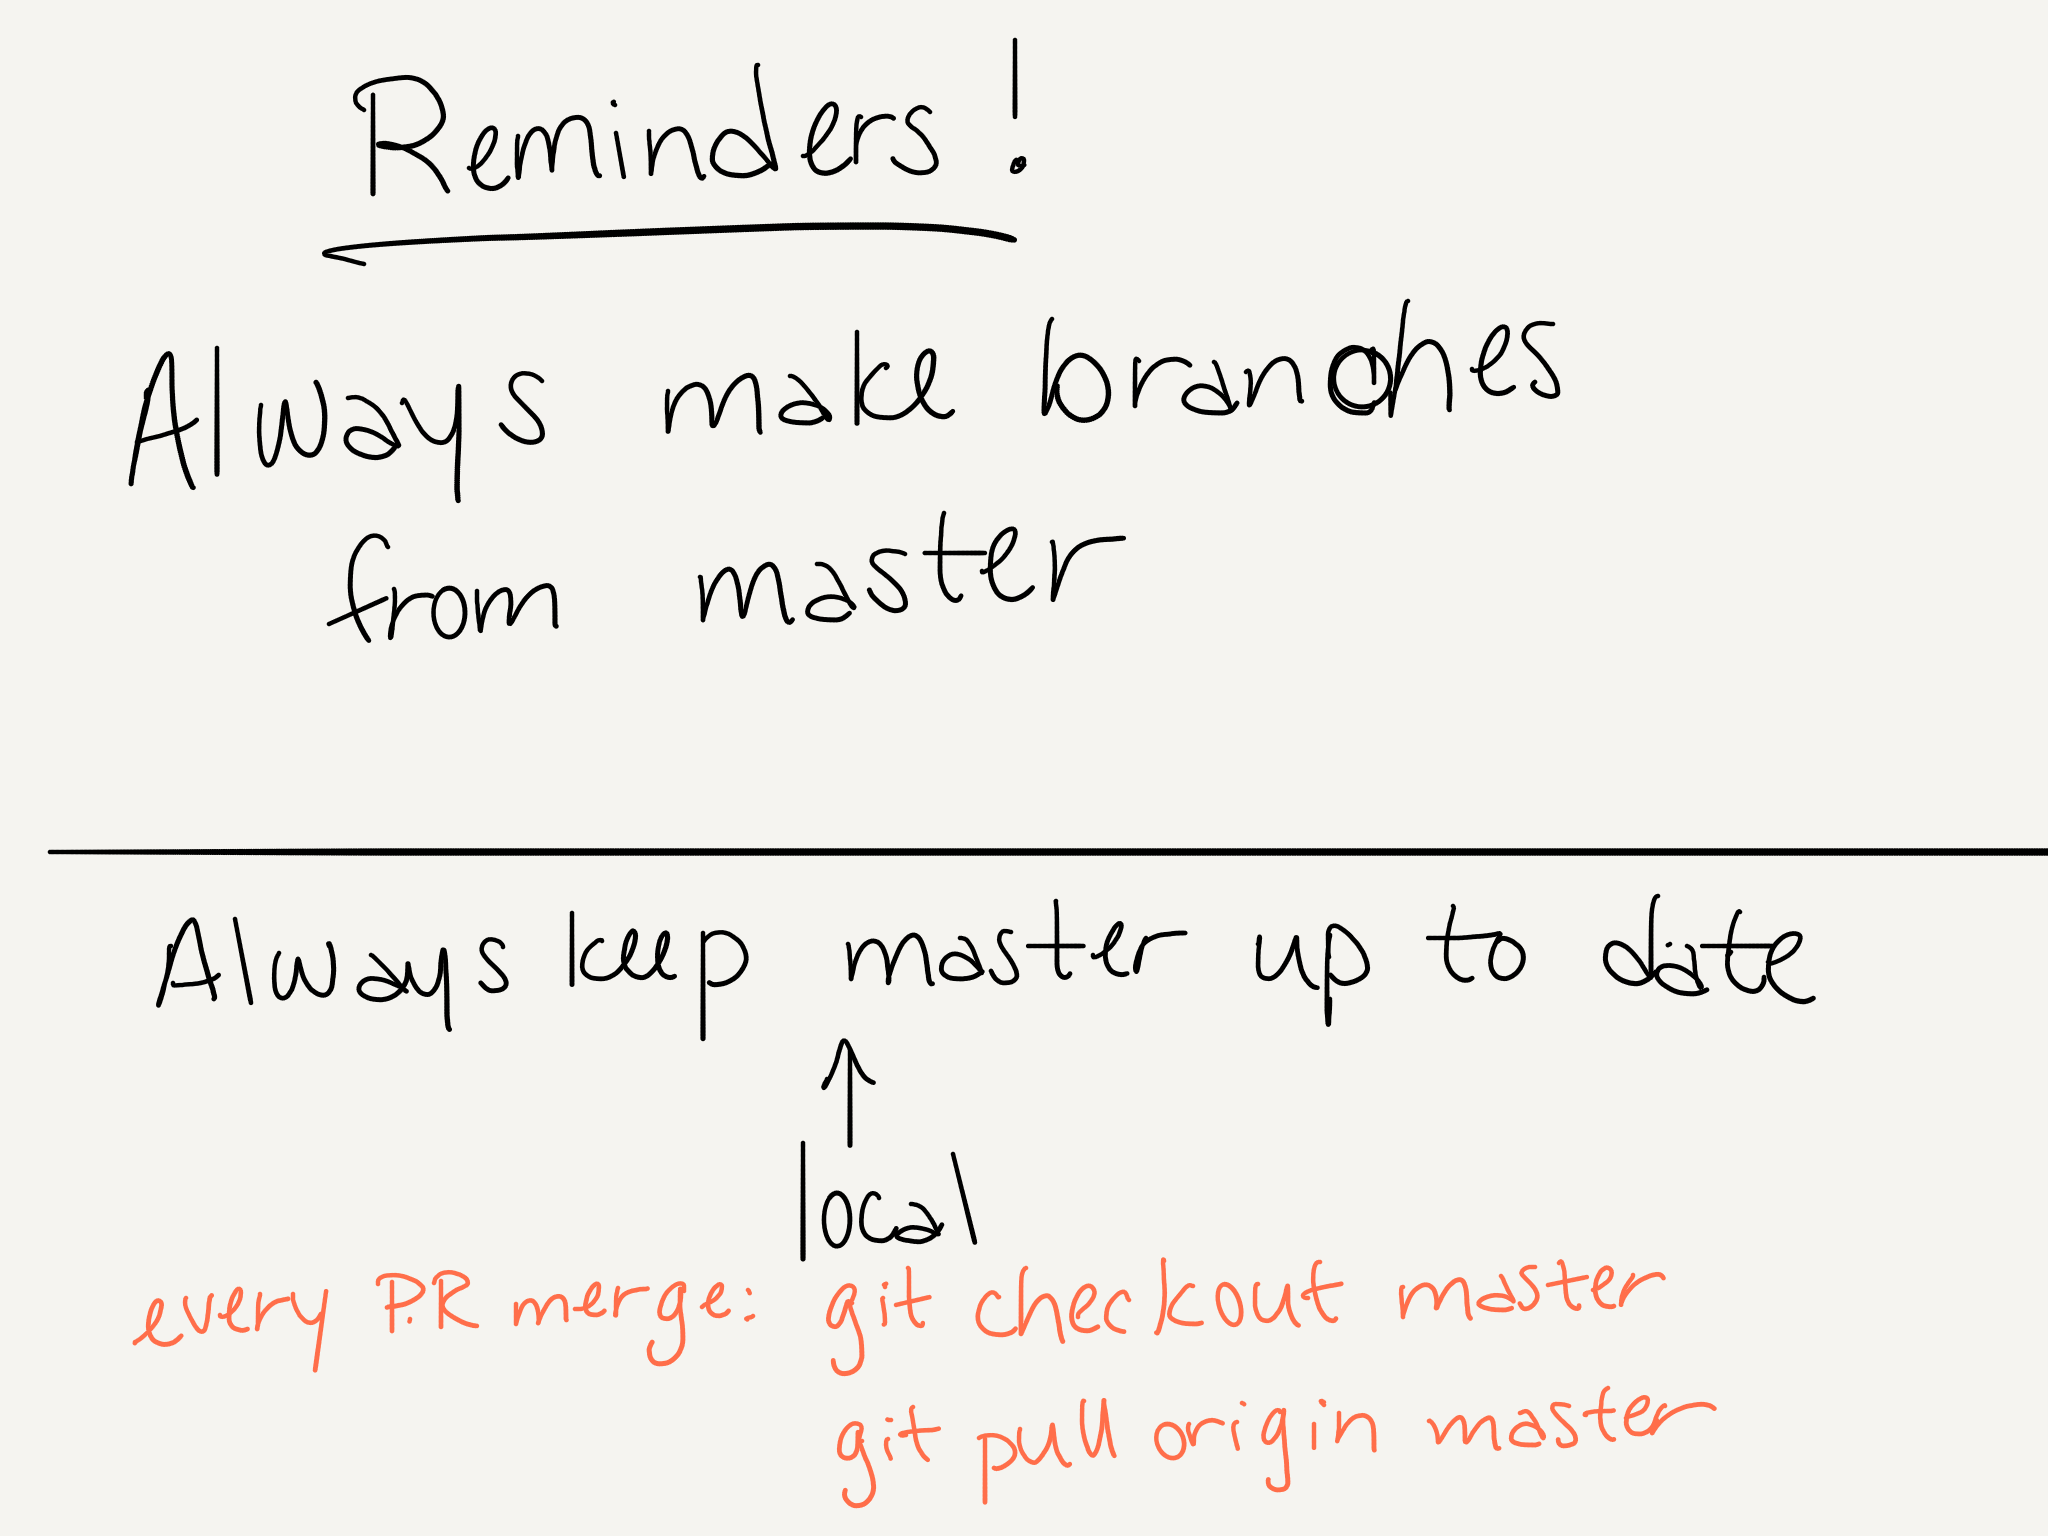 Reminders!
Always make branches
from master
Always keep master up to date
↑
local
every P.R merge: git checkout master
git pull origin master